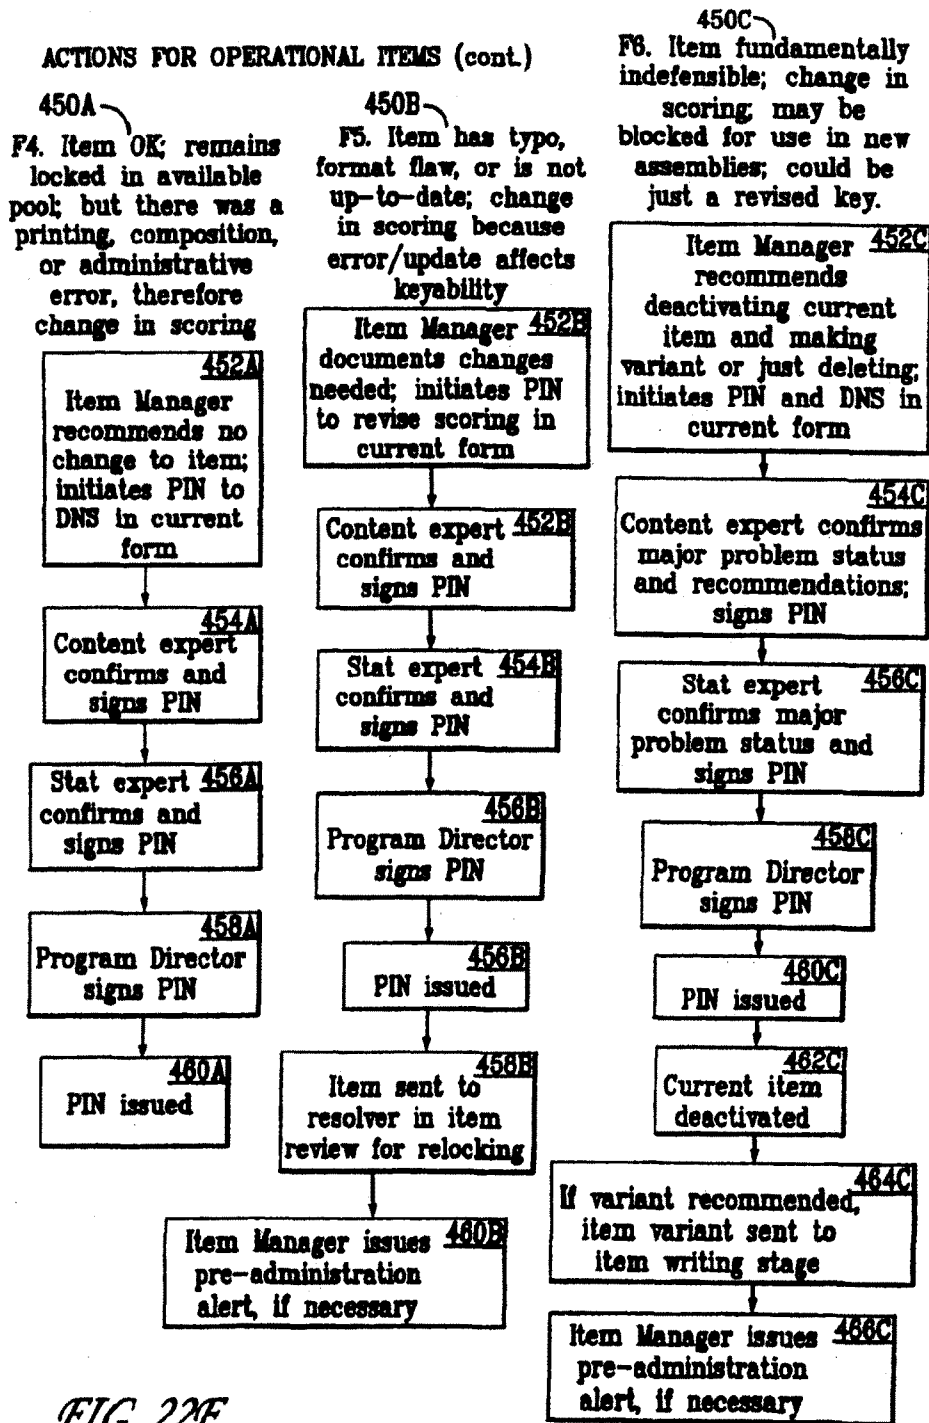 ACTIONS FOR OPERATIONAL ITEMS (cont.)
450A
F4. Item OK; remains
locked in available
pool; but there was a
printing, composition,
or administrative
error, therefore
change in scoring
452A
Item Manager
recommends no
change to item;
initiates PIN to
DNS in current
form
454A
Content expert
confirms and
signs PIN
Stat expert 456A
confirms and
signs PIN
458A
Program Director
signs PIN
460A
PIN issued
450B
F5. Item has typo,
format flaw, or is not
up-to-date; change
in scoring because
error/update affects
keyability
Item Manager 452B
documents changes
needed; initiates PIN
to revise scoring in
current form
Content expert 452B
confirms and
signs PIN
Stat expert 454B
confirms and
signs PIN
456B
Program Director
signs PIN
456B
PIN issued
458B
Item sent to
resolver in item
review for relocking
Item Manager issues 460B
pre-administration
alert, if necessary
450C
F6. Item fundamentally
indefensible; change in
scoring; may be
blocked for use in new
assemblies; could be
just a revised key.
Item Manager 452C
recommends
deactivating current
item and making
variant or just deleting;
initiates PIN and DNS in
current form
454C
Content expert confirms
major problem status
and recommendations;
signs PIN
Stat expert 456C
confirms major
problem status and
signs PIN
458C
Program Director
signs PIN
460C
PIN issued
462C
Current item
deactivated
464C
If variant recommended,
item variant sent to
item writing stage
Item Manager issues 466C
pre-administration
alert, if necessary
FIG. 22F